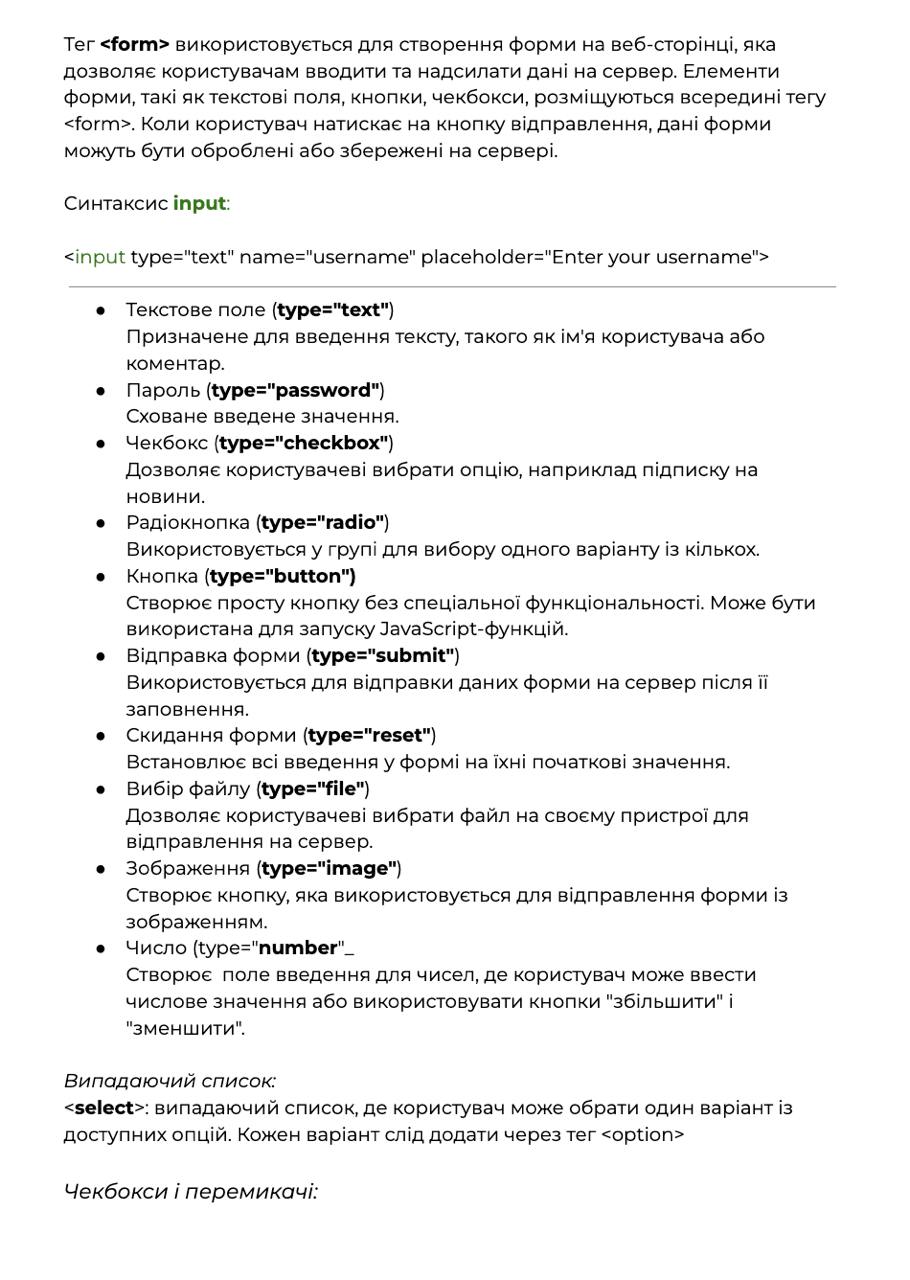 Тег <form> використовується для створення форми на веб-сторінці, яка
дозволяє користувачам вводити та надсилати дані на сервер. Елементи
форми, такі як текстові поля, кнопки, чекбокси, розміщуються всередині тегу
<form>. Коли користувач натискає на кнопку відправлення, дані форми
можуть бути оброблені або збережені на сервері.
Синтаксис input:
<input type="text" name="username" placeholder="Enter your username">
● Текстове поле (type="text")
Призначене для введення тексту, такого як ім'я користувача або
коментар.
● Пароль (type="password")
Сховане введене значення.
● Чекбокс (type="checkbox")
Дозволяє користувачеві вибрати опцію, наприклад підписку на
новини.
● Радіокнопка (type="radio")
Використовується у групі для вибору одного варіанту із кількох.
● Кнопка (type="button")
Створює просту кнопку без спеціальної функціональності. Може бути
використана для запуску JavaScript-функцій.
● Відправка форми (type="submit")
Використовується для відправки даних форми на сервер після її
заповнення.
● Скидання форми (type="reset")
Встановлює всі введення у формі на їхні початкові значення.
● Вибір файлу (type="file")
Дозволяє користувачеві вибрати файл на своєму пристрої для
відправлення на сервер.
● Зображення (type="image")
Створює кнопку, яка використовується для відправлення форми із
зображенням.
● Число (type="number"_
Створює  поле введення для чисел, де користувач може ввести
числове значення або використовувати кнопки "збільшити" і
"зменшити".
Випадаючий список:
<select>: випадаючий список, де користувач може обрати один варіант із
доступних опцій. Кожен варіант слід додати через тег <option>
Чекбокси і перемикачі: